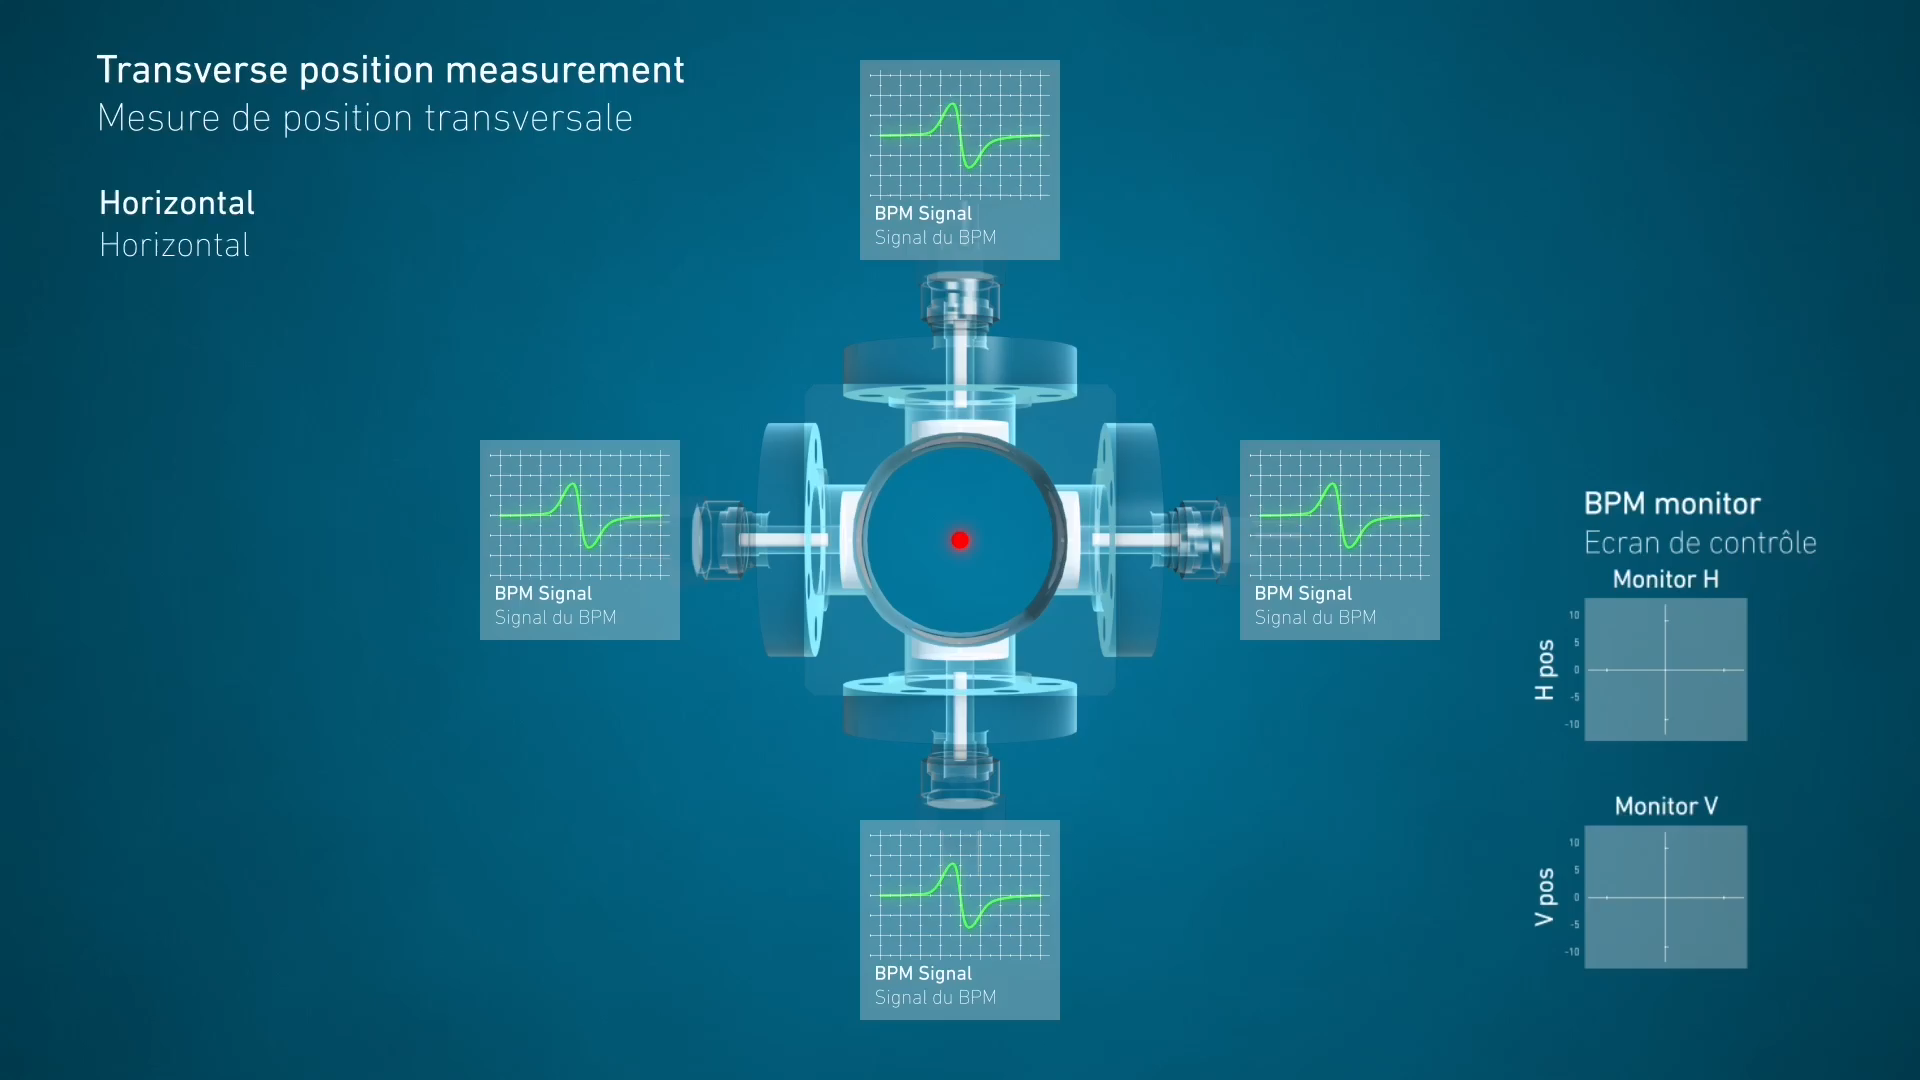 Transverse position measurement
Mesure de position transversale
Horizontal
Horizontal
BPM Signal
Signal du BPM
BPM Signal
Signal du BPM
BPM Signal
Signal du BPM
BPM monitor
Ecran de contrôle
Monitor H
H pos
10
5
0
-5
-10
Monitor V
V pos
10
5
0
-5
-10
BPM Signal
Signal du BPM